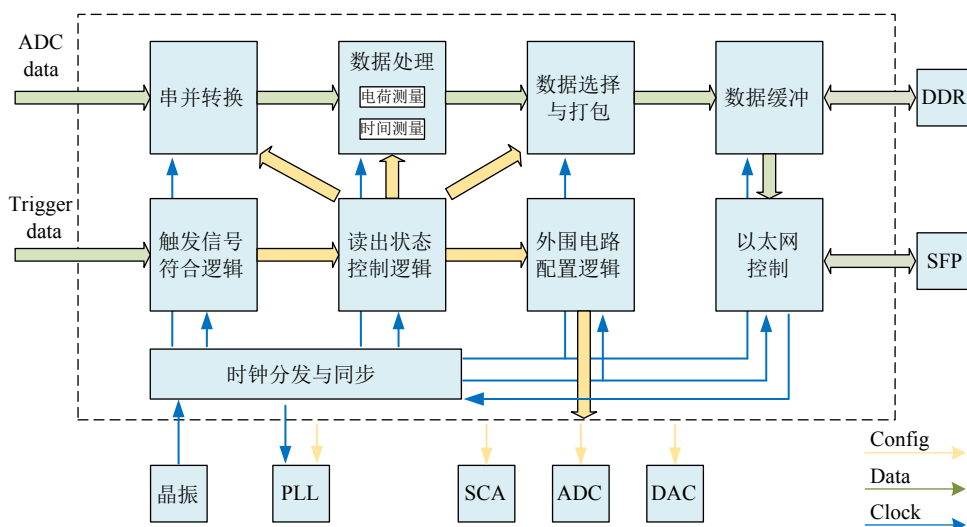 ADC
data
串并转换
数据处理
电荷测量
时间测量
数据选择
与打包
数据缓冲
DDR
Trigger
data
触发信号
符合逻辑
读出状态
控制逻辑
外围电路
配置逻辑
以太网
控制
SFP
时钟分发与同步
晶振
PLL
SCA
ADC
DAC
Config
Data
Clock